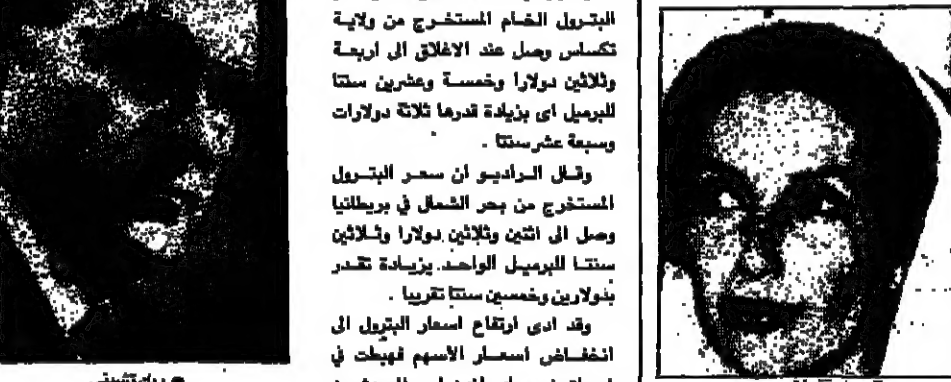 البترول الخام المستخرج من ولاية
تكساس وصل عند الاغلاق الى اربعة
وثلاثين دولارا وخمسة وعشرين سنتا
للبرميل اى بزيادة قدرها ثلاثة دولارات
وسبعة عشر سنتا .
وقال الراديو أن سعر البترول
المستخرج من بحر الشمال في بريطانيا
وصل الى اثنين وثلاثين دولارا وثلاثين
سنتا للبرميل الواحد. بزيادة تقدر
بدولارين وخمسين سنتا تقريبا .
وقد ادى ارتفاع اسعار البترول الى
انخفاض اسعار الأسهم فهبطت في